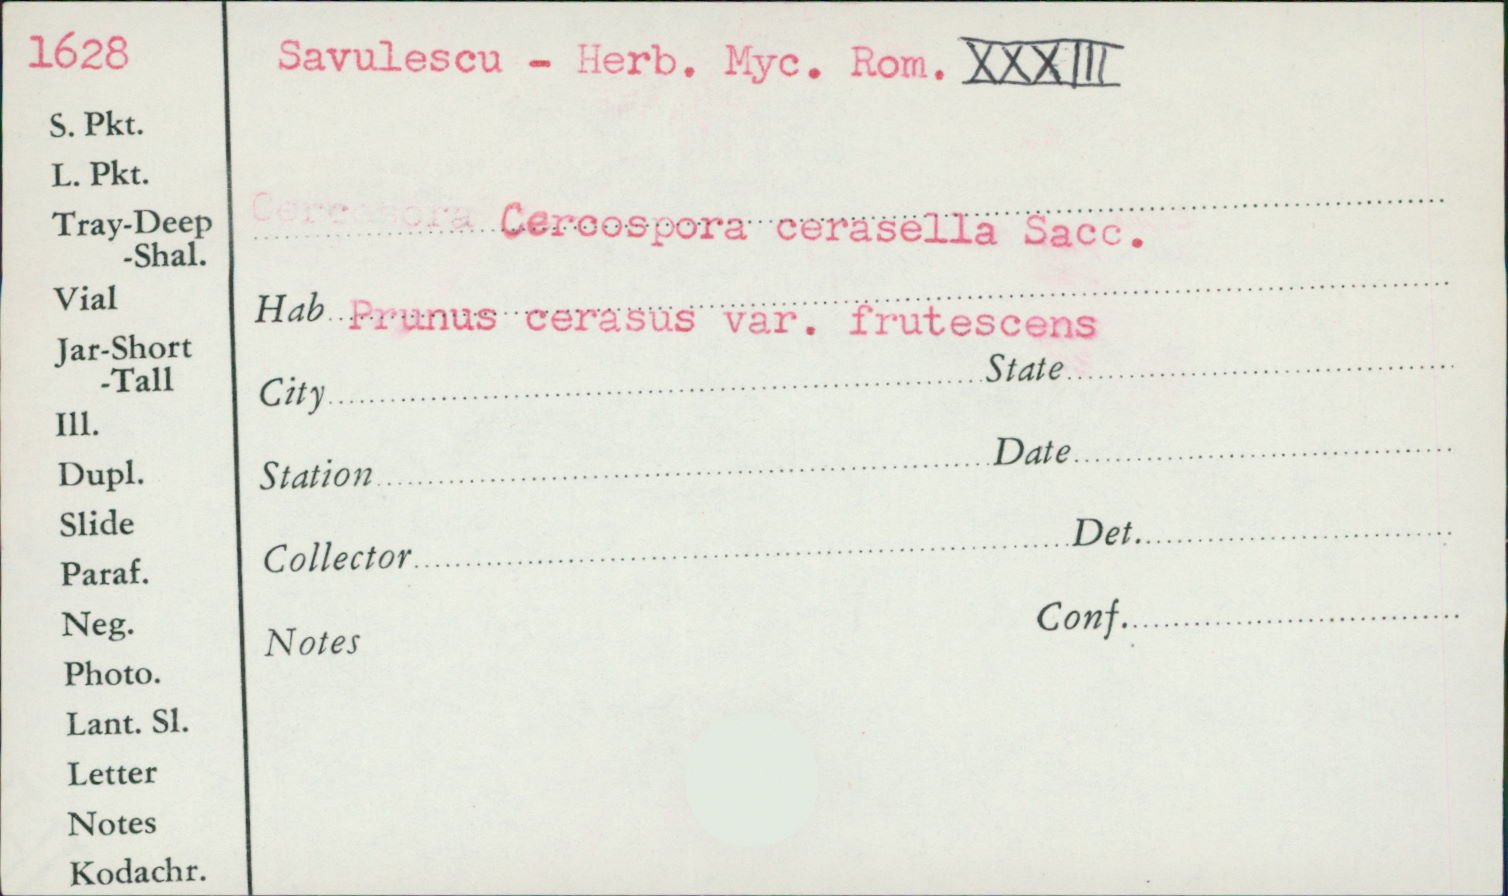 1628
Savulescu - Herb. Myc. Rom. XXXIII
S. Pkt.
L. Pkt.
Tray-Deep
-Shal.
Vial
Jar-Short
-Tall
Ill.
Dupl.
Slide
Paraf.
Neg.
Photo.
Lant. Sl.
Letter
Notes
Kodachr.
Cercosora Cercospora cerasella Sacc.
Hab Prunus cerasus var. frutescens
City State
Station Date
Collector Det.
Notes Conf.